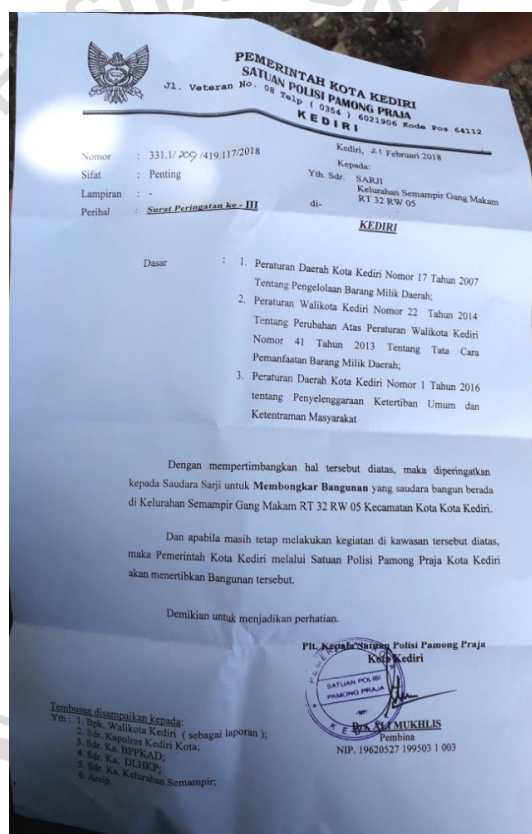 PEMERINTAH KOTA KEDIRI
SATUAN POLISI PAMONG PRAJA
Jl. Veteran No. 08 Telp ( 0354 ) 6021906 Kode Pos 64112
KEDIRI
Kediri, 21 Februari 2018
Nomor : 331.1/209/419.117/2018
Sifat : Penting
Lampiran : -
Perihal : Surat Peringatan ke - III
Kepada:
Yth. Sdr. SARJI
Kelurahan Semampir Gang Makam
RT 32 RW 05
di-
KEDIRI
Dasar : 1. Peraturan Daerah Kota Kediri Nomor 17 Tahun 2007
Tentang Pengelolaan Barang Milik Daerah;
2. Peraturan Walikota Kediri Nomor 22 Tahun 2014
Tentang Perubahan Atas Peraturan Walikota Kediri
Nomor 41 Tahun 2013 Tentang Tata Cara
Pemanfaatan Barang Milik Daerah;
3. Peraturan Daerah Kota Kediri Nomor 1 Tahun 2016
tentang Penyelenggaraan Ketertiban Umum dan
Ketentraman Masyarakat
Dengan mempertimbangkan hal tersebut diatas, maka diperingatkan
kepada Saudara Sarji untuk Membongkar Bangunan yang saudara bangun berada
di Kelurahan Semampir Gang Makam RT 32 RW 05 Kecamatan Kota Kota Kediri.
Dan apabila masih tetap melakukan kegiatan di kawasan tersebut diatas,
maka Pemerintah Kota Kediri melalui Satuan Polisi Pamong Praja Kota Kediri
akan menertibkan Bangunan tersebut.
Demikian untuk menjadikan perhatian.
Plt. Kepala Satuan Polisi Pamong Praja
Kota Kediri
SATUAN POLISI
PAMONG PRAJA
Drs. ALI MUKHLIS
Pembina
NIP. 19620527 199503 1 003
Tembusan disampaikan kepada:
Yth : 1. Bpk. Walikota Kediri ( sebagai laporan );
2. Sdr. Kapolres Kediri Kota;
3. Sdr. Ka. BPPKAD;
4. Sdr. Ka. DLHKP;
5. Sdr. Ka. Kelurahan Semampir;
6. Arsip.